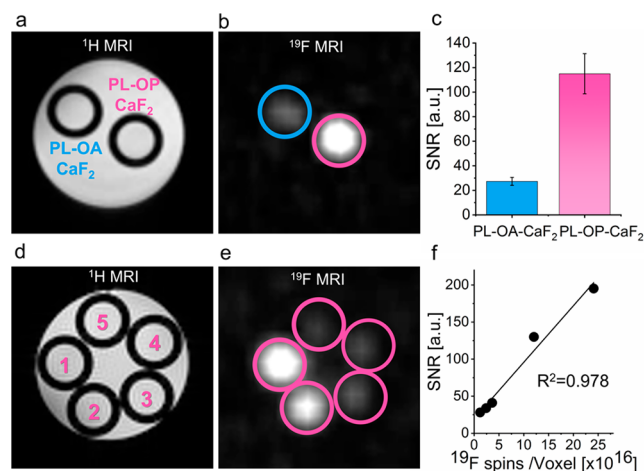 a
¹H MRI
PL-OP
CaF₂
PL-OA
CaF₂
b
¹⁹F MRI
c
SNR [a.u.]
140
120
100
80
60
40
20
0
PL-OA-CaF₂ PL-OP-CaF₂
d
¹H MRI
5
4
1
3
2
e
¹⁹F MRI
f
SNR [a.u.]
200
150
100
50
0
R²=0.978
0 5 10 15 20 25
¹⁹F spins /Voxel [x10¹⁶]